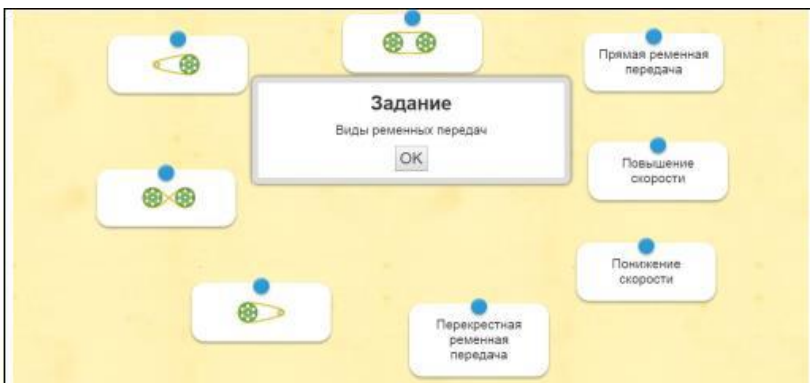 Прямая ременная
передача
Задание
Виды ременных передач
OK
Повышение
скорости
Понижение
скорости
Перекрестная
ременная
передача